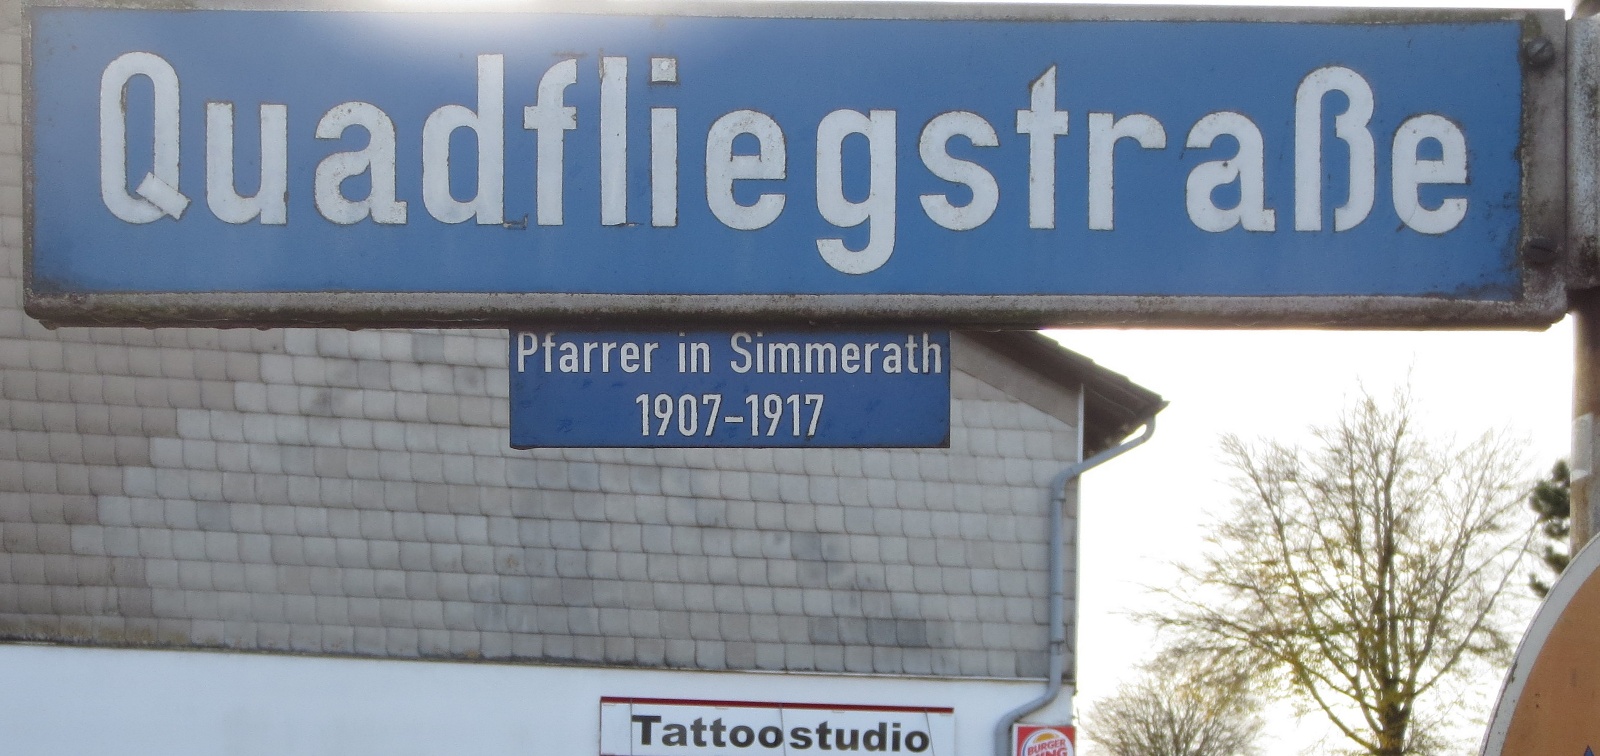 Quadfliegstraße
Pfarrer in Simmerath
1907-1917
Tattoostudio
BURGER
KING